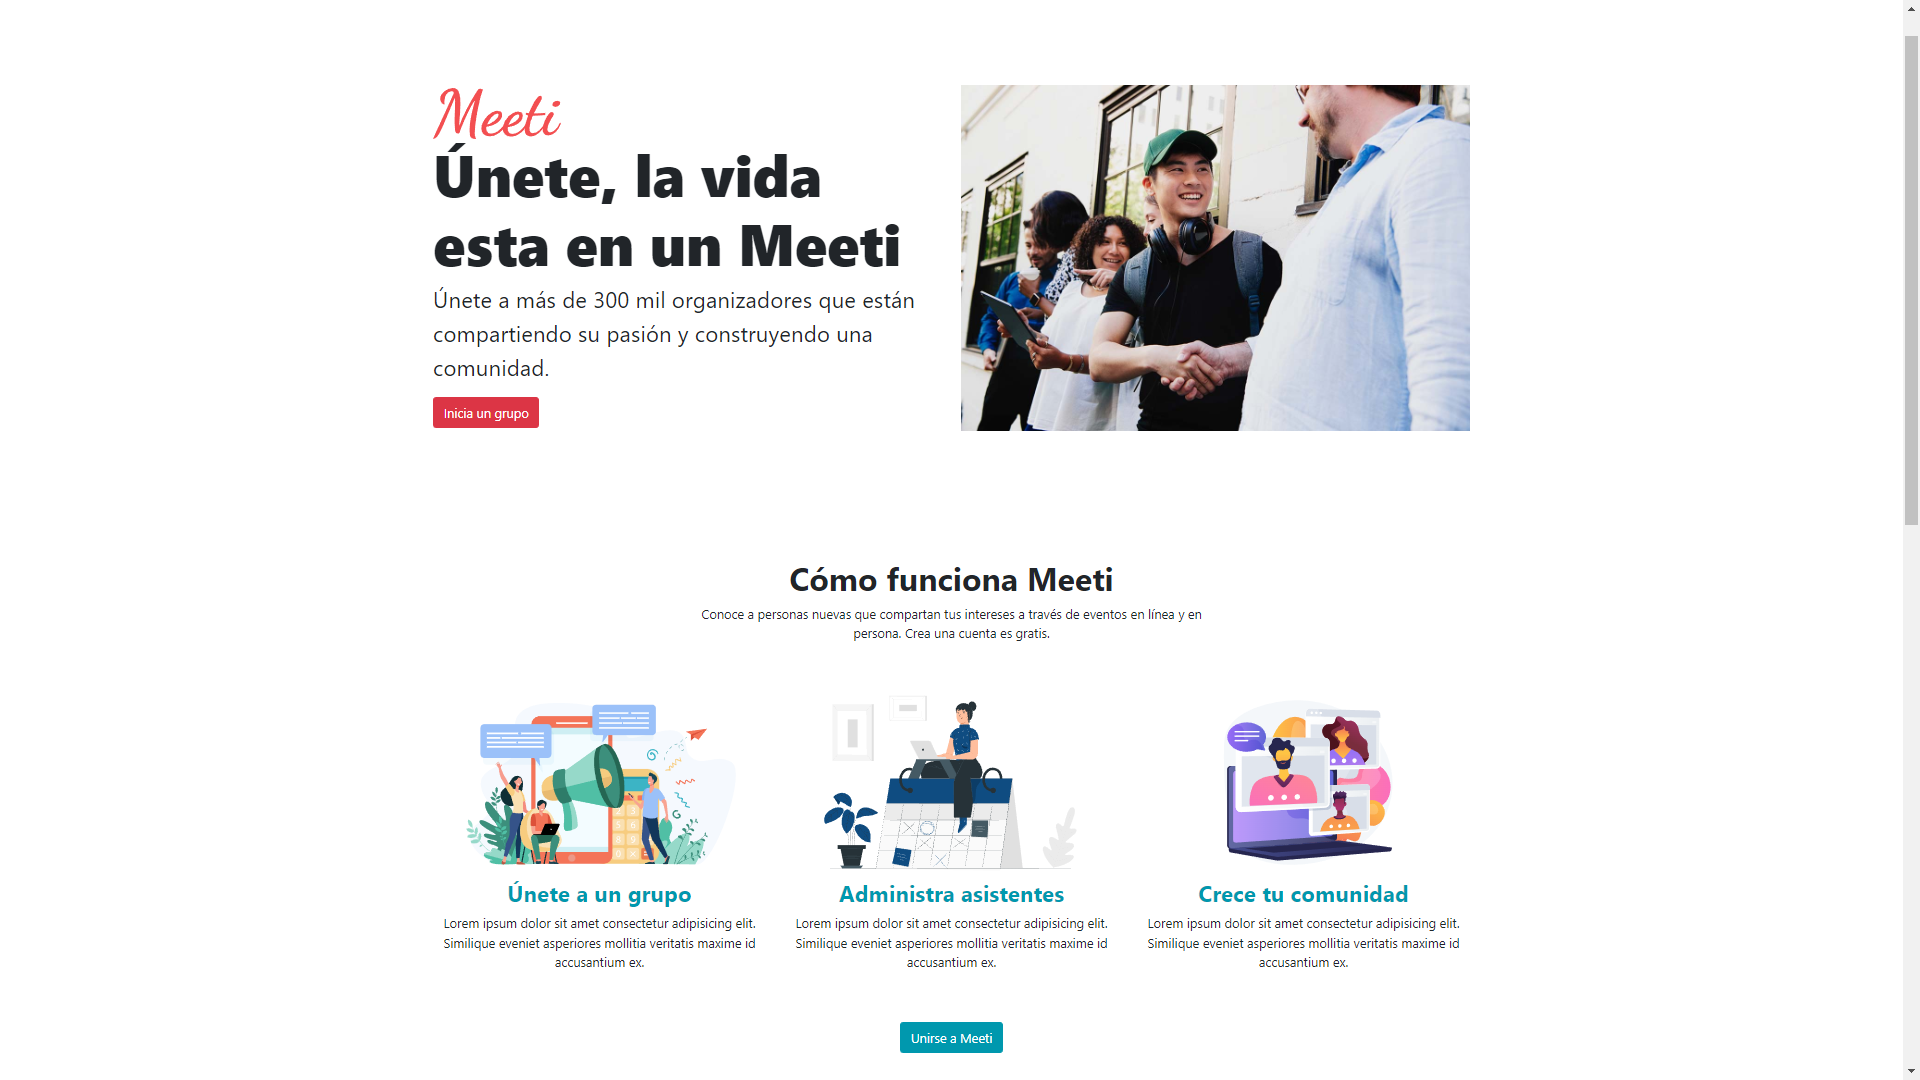 Meeti
Únete, la vida
esta en un Meeti
Únete a más de 300 mil organizadores que están
compartiendo su pasión y construyendo una
comunidad.
Inicia un grupo
Cómo funciona Meeti
Conoce a personas nuevas que compartan tus intereses a través de eventos en línea y en
persona. Crea una cuenta es gratis.
Únete a un grupo
Lorem ipsum dolor sit amet consectetur adipisicing elit.
Similique eveniet asperiores mollitia veritatis maxime id
accusantium ex.
Administra asistentes
Lorem ipsum dolor sit amet consectetur adipisicing elit.
Similique eveniet asperiores mollitia veritatis maxime id
accusantium ex.
Crece tu comunidad
Lorem ipsum dolor sit amet consectetur adipisicing elit.
Similique eveniet asperiores mollitia veritatis maxime id
accusantium ex.
Unirse a Meeti